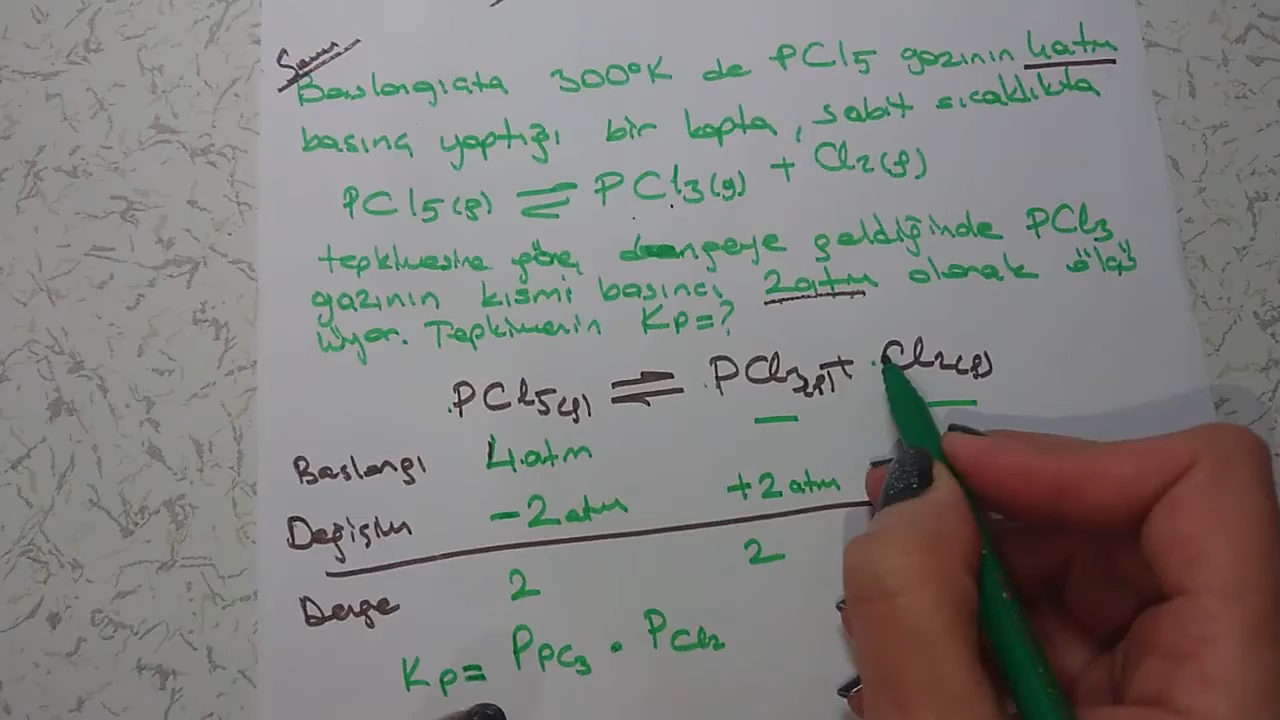 Soru
Başlangıçta 300°K de PCl5 gazının 4atm
basınç yaptığı bir kapta, sabit sıcaklıkta
PCl5(g) ⇌ PCl3(g) + Cl2(g)
tepkimesine göre dengeye geldiğinde PCl3
gazının kısmi basıncı 2atm olarak ölçü
lüyor. Tepkimenin Kp=?
PCl5(g) ⇌ PCl3(g) + Cl2(g)
Başlangı 4atm — —
Değişim -2atm +2atm
Denge 2 2
Kp= PPCl3 . PCl2